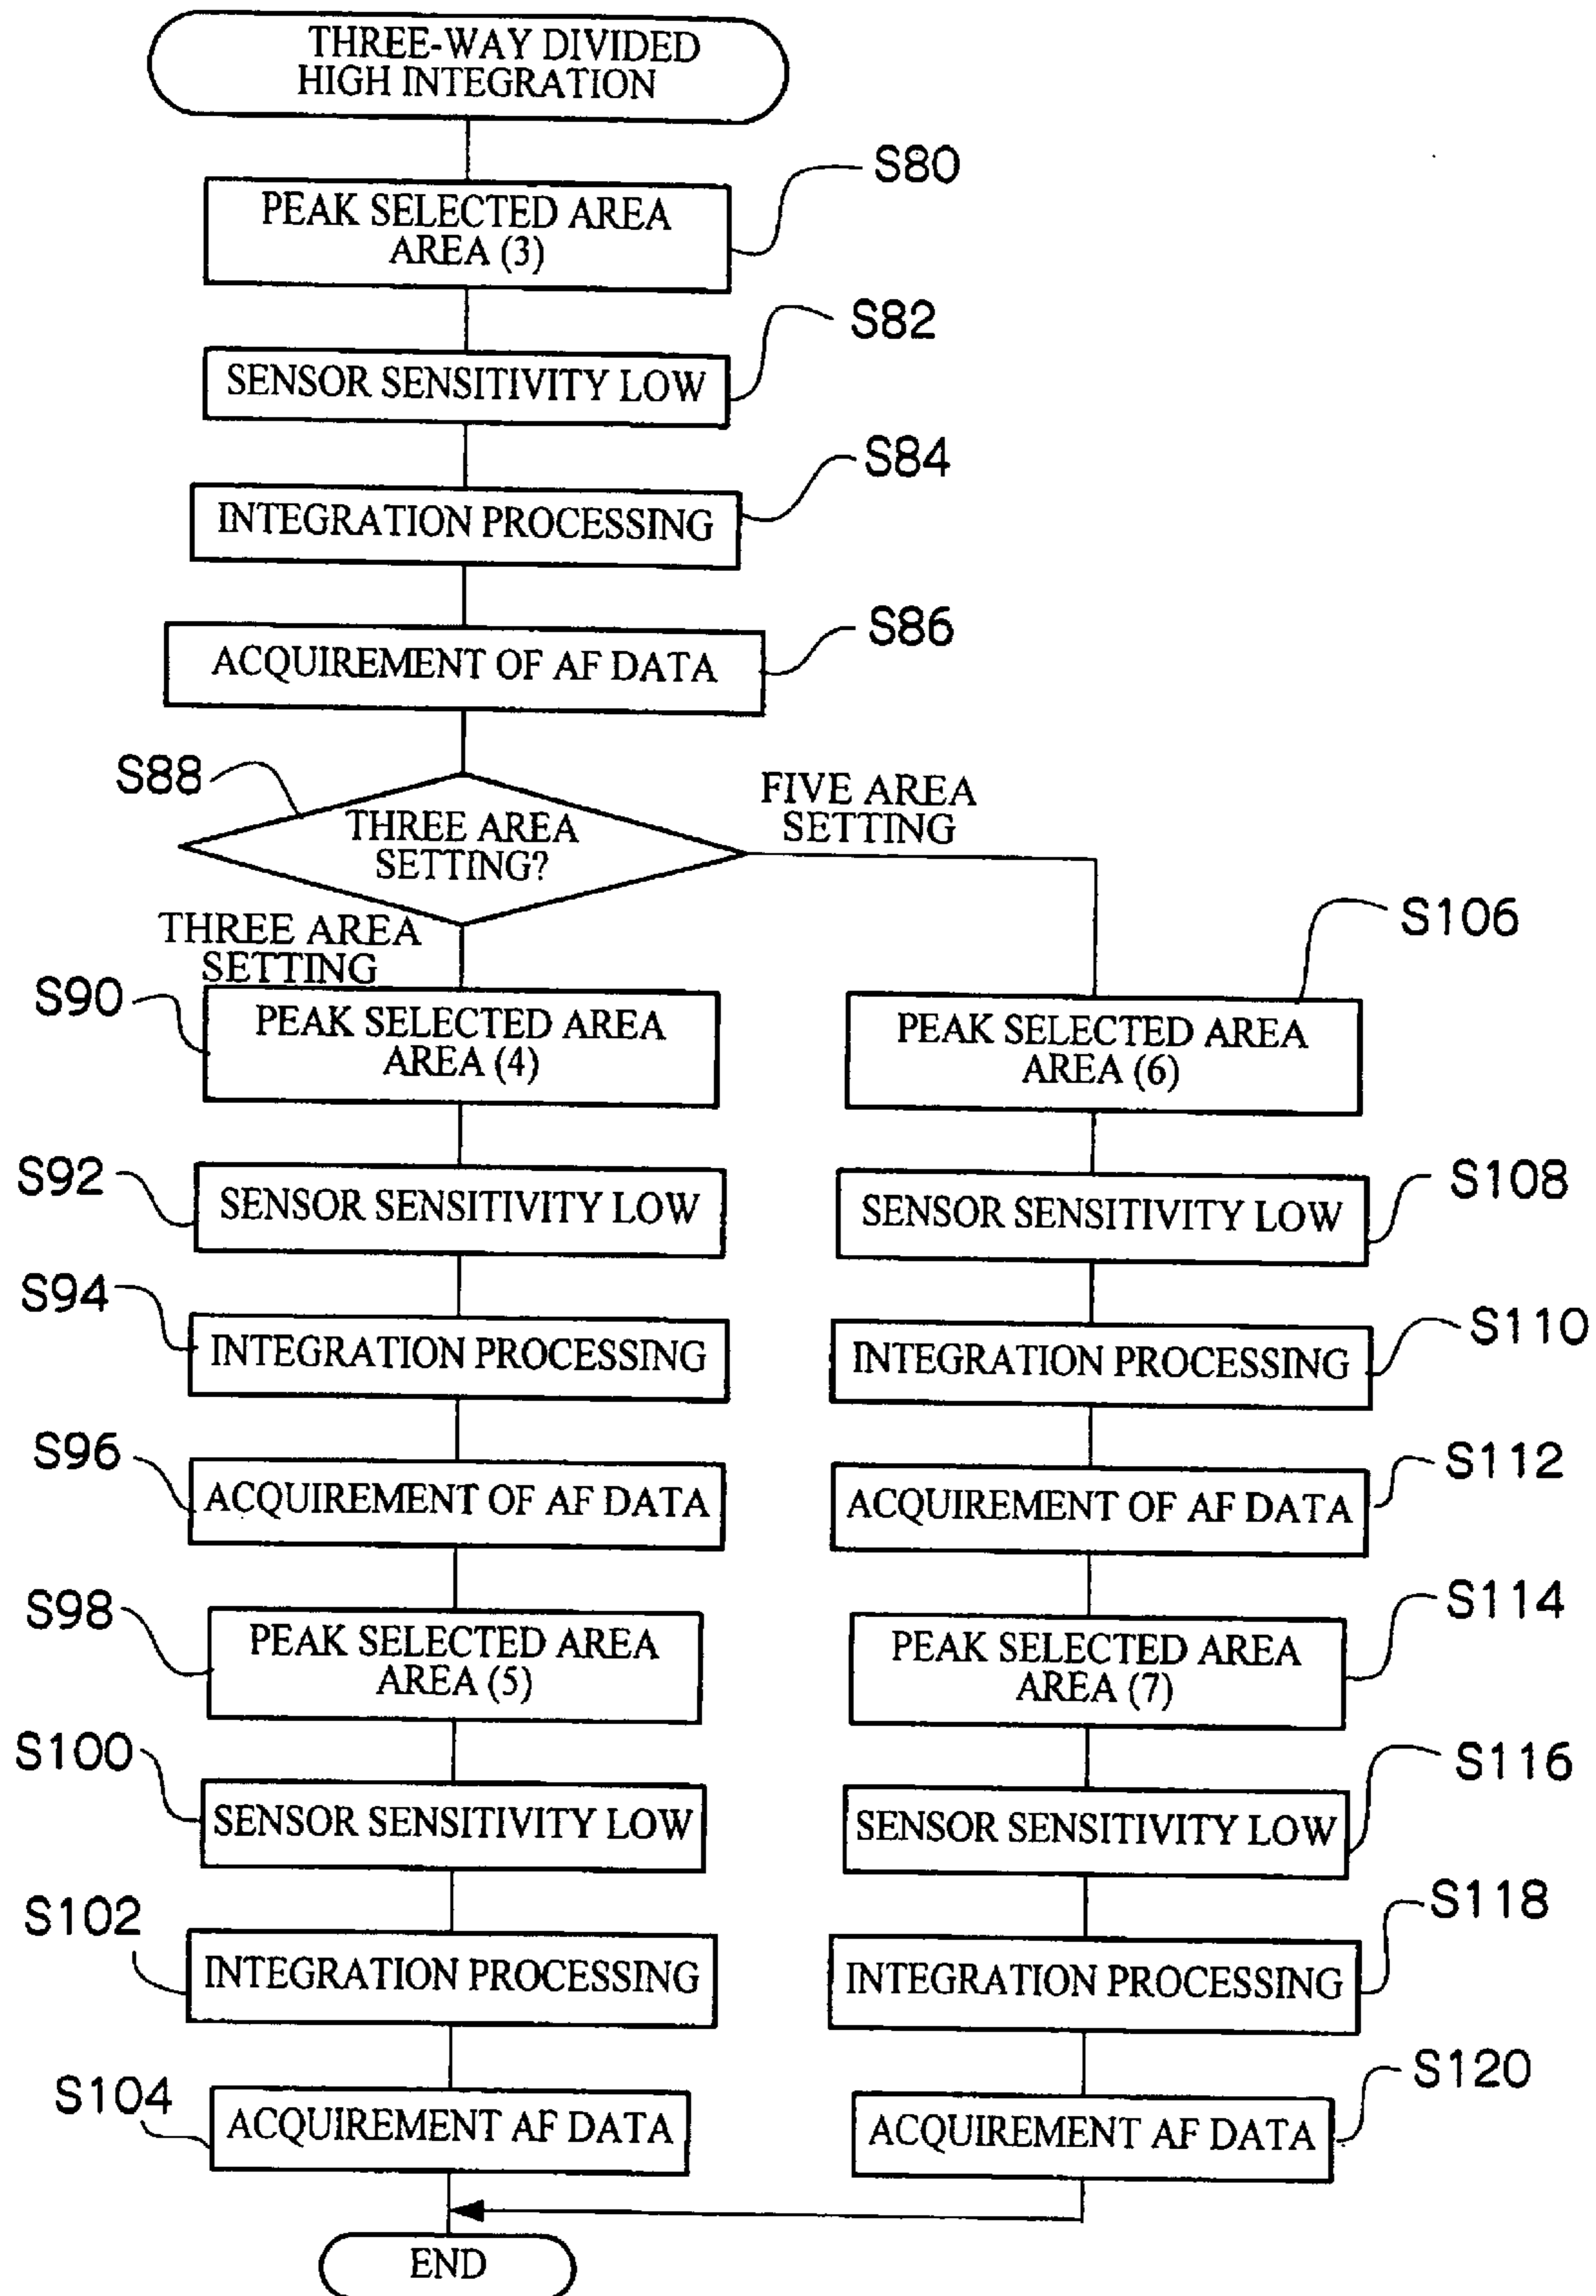 THREE-WAY DIVIDED
HIGH INTEGRATION
S80
PEAK SELECTED AREA
AREA (3)
S82
SENSOR SENSITIVITY LOW
S84
INTEGRATION PROCESSING
S86
ACQUIREMENT OF AF DATA
S88
THREE AREA
SETTING?
FIVE AREA
SETTING
THREE AREA
SETTING
S90
PEAK SELECTED AREA
AREA (4)
S92
SENSOR SENSITIVITY LOW
S94
INTEGRATION PROCESSING
S96
ACQUIREMENT OF AF DATA
S98
PEAK SELECTED AREA
AREA (5)
S100
SENSOR SENSITIVITY LOW
S102
INTEGRATION PROCESSING
S104
ACQUIREMENT AF DATA
S106
PEAK SELECTED AREA
AREA (6)
S108
SENSOR SENSITIVITY LOW
S110
INTEGRATION PROCESSING
S112
ACQUIREMENT OF AF DATA
S114
PEAK SELECTED AREA
AREA (7)
S116
SENSOR SENSITIVITY LOW
S118
INTEGRATION PROCESSING
S120
ACQUIREMENT AF DATA
END